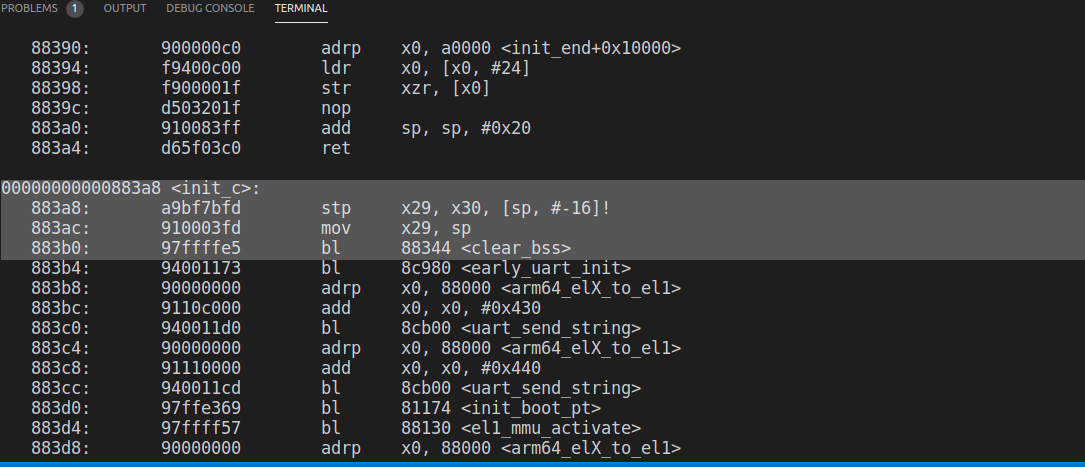 PROBLEMS 1 OUTPUT DEBUG CONSOLE TERMINAL
88390: 900000c0 adrp x0, a0000 <init_end+0x10000>
88394: f9400c00 ldr x0, [x0, #24]
88398: f900001f str xzr, [x0]
8839c: d503201f nop
883a0: 910083ff add sp, sp, #0x20
883a4: d65f03c0 ret
00000000000883a8 <init_c>:
883a8: a9bf7bfd stp x29, x30, [sp, #-16]!
883ac: 910003fd mov x29, sp
883b0: 97ffffe5 bl 88344 <clear_bss>
883b4: 94001173 bl 8c980 <early_uart_init>
883b8: 90000000 adrp x0, 88000 <arm64_elX_to_el1>
883bc: 9110c000 add x0, x0, #0x430
883c0: 940011d0 bl 8cb00 <uart_send_string>
883c4: 90000000 adrp x0, 88000 <arm64_elX_to_el1>
883c8: 91110000 add x0, x0, #0x440
883cc: 940011cd bl 8cb00 <uart_send_string>
883d0: 97ffe369 bl 81174 <init_boot_pt>
883d4: 97ffff57 bl 88130 <el1_mmu_activate>
883d8: 90000000 adrp x0, 88000 <arm64_elX_to_el1>